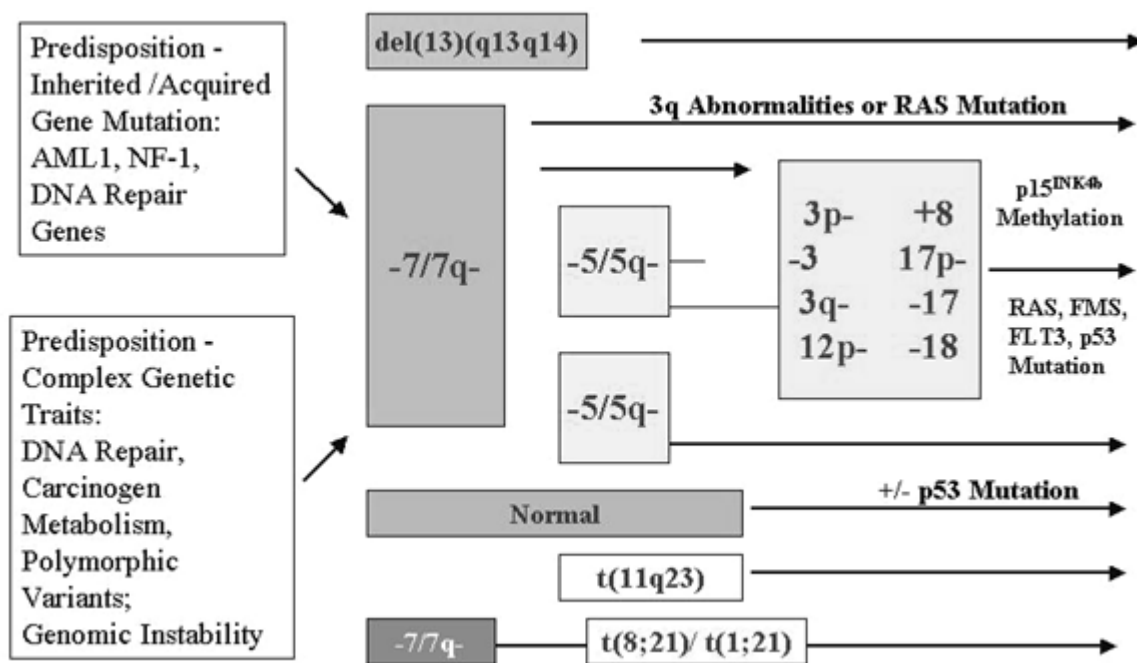 Predisposition -
Inherited /Acquired
Gene Mutation:
AML1, NF-1,
DNA Repair
Genes
Predisposition -
Complex Genetic
Traits:
DNA Repair,
Carcinogen
Metabolism,
Polymorphic
Variants;
Genomic Instability
del(13)(q13q14)
3q Abnormalities or RAS Mutation
-7/7q-
-5/5q-
3p- +8
-3 17p-
3q- -17
12p- -18
p15INK4b
Methylation
RAS, FMS,
FLT3, p53
Mutation
-5/5q-
+/- p53 Mutation
Normal
t(11q23)
-7/7q-
t(8;21)/ t(1;21)